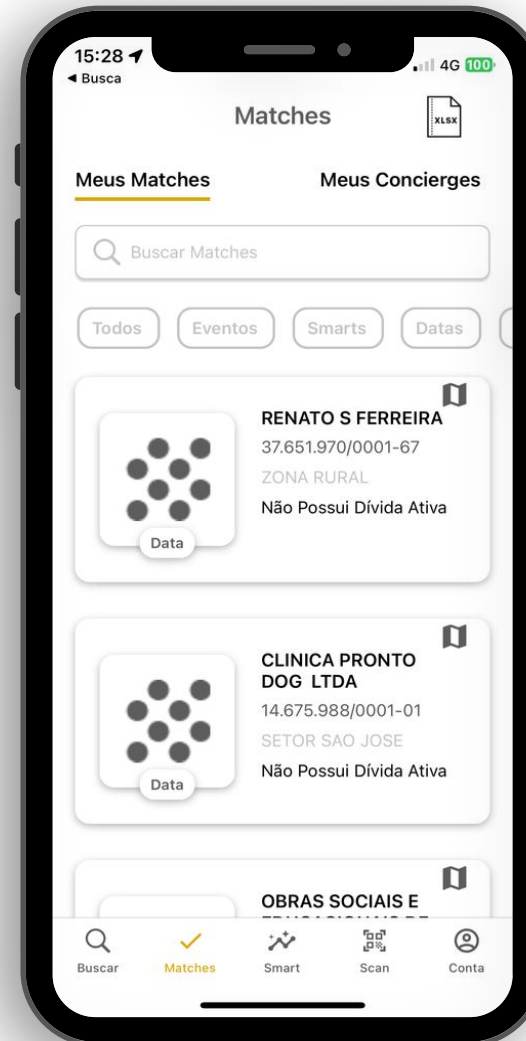 15:28
4G 100
◀ Busca
Matches
XLSX
Meus Matches
Meus Concierges
Buscar Matches
Todos
Eventos
Smarts
Datas
RENATO S FERREIRA
37.651.970/0001-67
ZONA RURAL
Não Possui Dívida Ativa
Data
CLINICA PRONTO
DOG LTDA
14.675.988/0001-01
SETOR SAO JOSE
Não Possui Dívida Ativa
Data
OBRAS SOCIAIS E
EDUCACIONAIS DE
Buscar
Matches
Smart
Scan
Conta